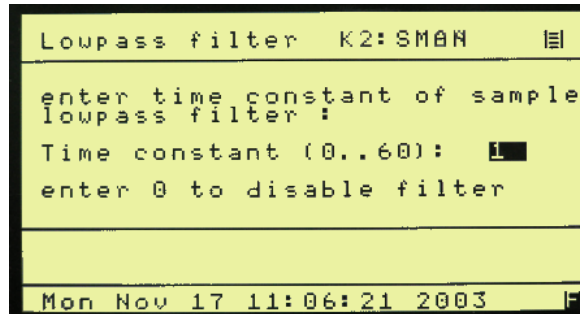 Lowpass filter K2:SMAN
enter time constant of sample
lowpass filter :
Time constant (0..60): 1
enter 0 to disable filter
Mon Nov 17 11:06:21 2003